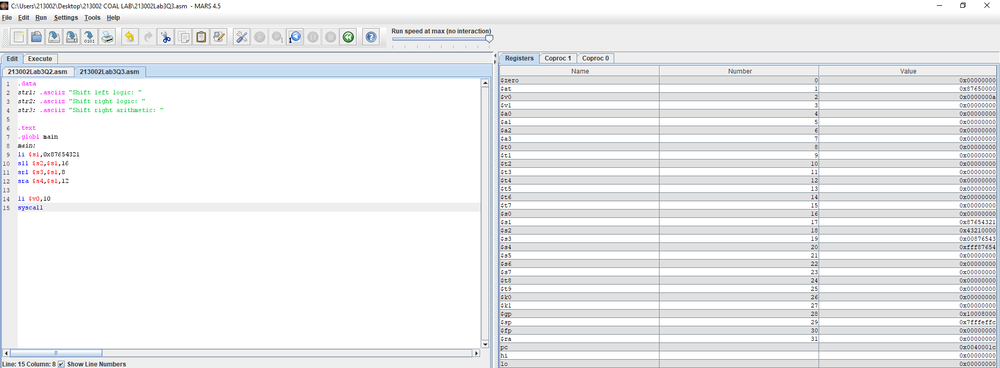 C:\Users\213002\Desktop\213002 COAL LAB\213002Lab3Q3.asm - MARS 4.5
File Edit Run Settings Tools Help
Run speed at max (no interaction)
Edit Execute
213002Lab3Q2.asm 213002Lab3Q3.asm
1 .data
2 str1: .asciiz "Shift left logic: "
3 str2: .asciiz "Shift right logic: "
4 str3: .asciiz "Shift right arithmetic: "
5
6 .text
7 .globl main
8 main:
9 li $s1,0x87654321
10 sll $s2,$s1,16
11 srl $s3,$s1,8
12 sra $s4,$s1,12
13
14 li $v0,10
15 syscall
Line: 15 Column: 8 Show Line Numbers
Registers Coproc 1 Coproc 0
Name Number Value
$zero 0 0x00000000
$at 1 0x87650000
$v0 2 0x0000000a
$v1 3 0x00000000
$a0 4 0x00000000
$a1 5 0x00000000
$a2 6 0x00000000
$a3 7 0x00000000
$t0 8 0x00000000
$t1 9 0x00000000
$t2 10 0x00000000
$t3 11 0x00000000
$t4 12 0x00000000
$t5 13 0x00000000
$t6 14 0x00000000
$t7 15 0x00000000
$s0 16 0x00000000
$s1 17 0x87654321
$s2 18 0x43210000
$s3 19 0x00876543
$s4 20 0xfff87654
$s5 21 0x00000000
$s6 22 0x00000000
$s7 23 0x00000000
$t8 24 0x00000000
$t9 25 0x00000000
$k0 26 0x00000000
$k1 27 0x00000000
$gp 28 0x10008000
$sp 29 0x7fffeffc
$fp 30 0x00000000
$ra 31 0x00000000
pc 0x0040001c
hi 0x00000000
lo 0x00000000